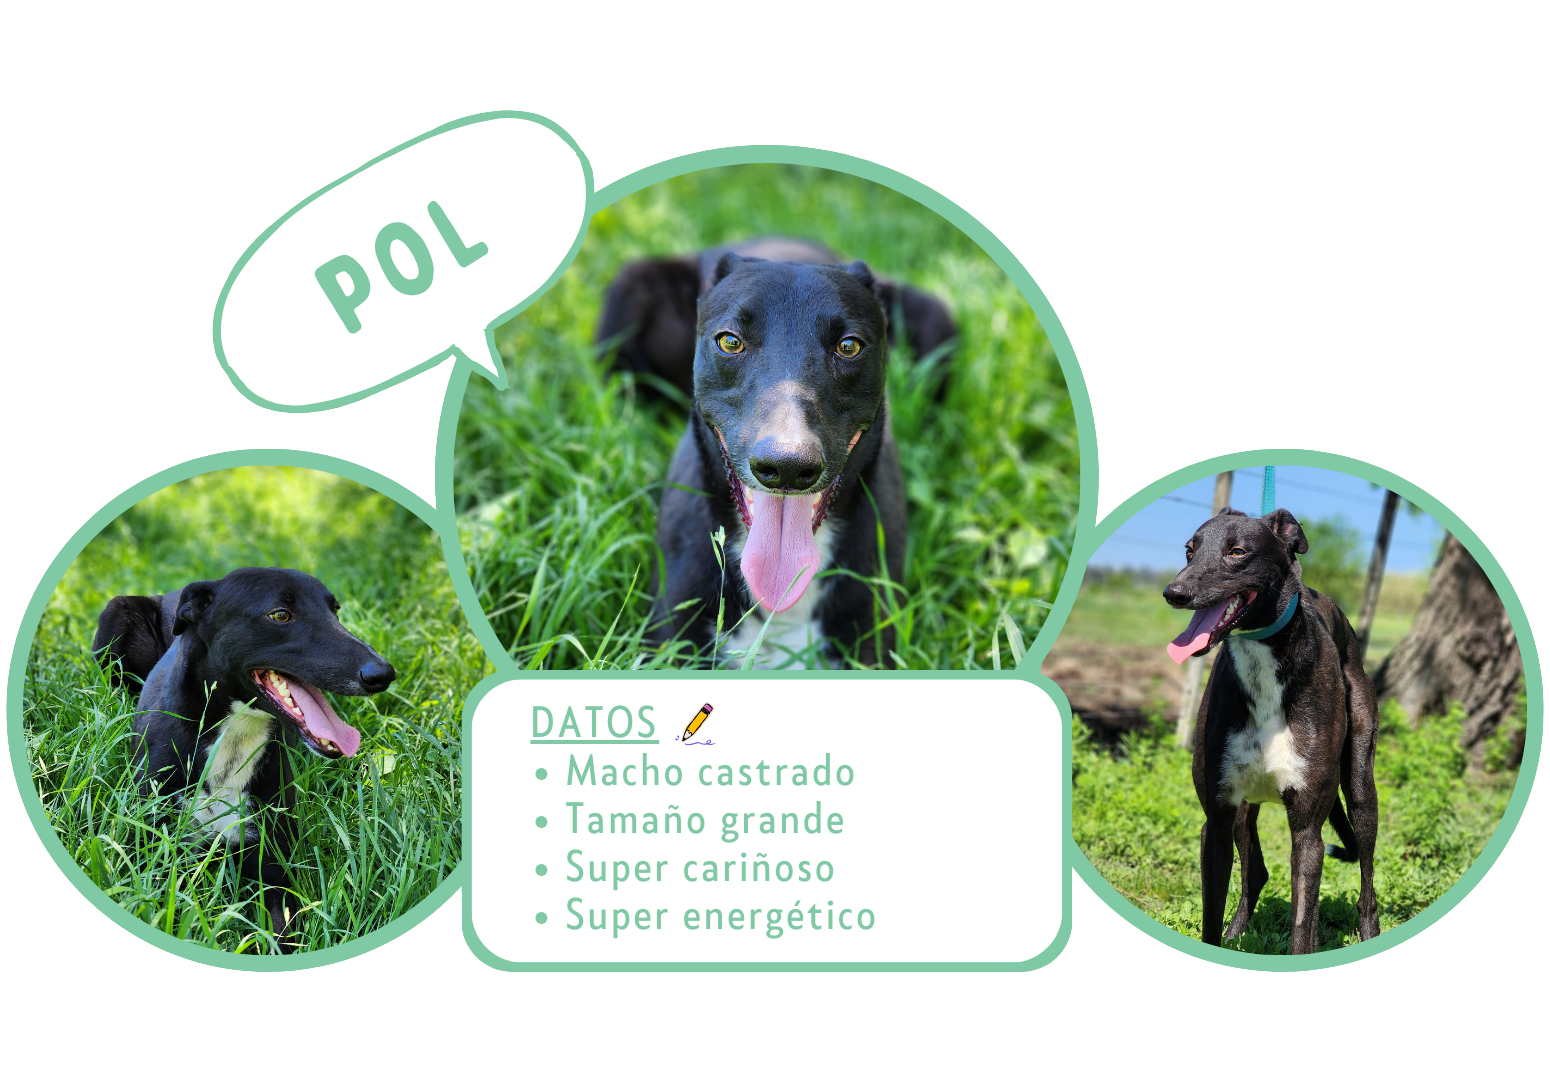 POL
DATOS
• Macho castrado
• Tamaño grande
• Super cariñoso
• Super energético